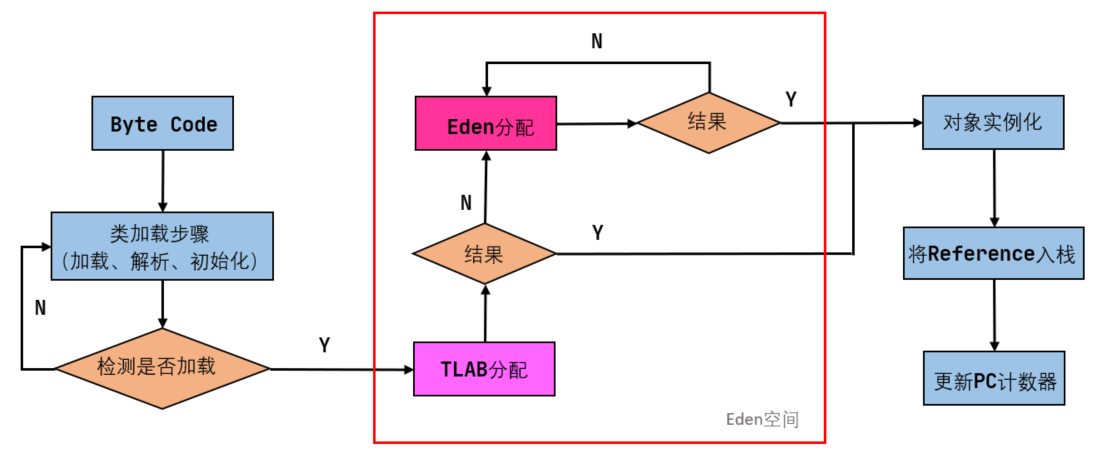 Byte Code
类加载步骤
(加载、解析、初始化)
N
检测是否加载
Y
N
Eden分配
结果
Y
N
结果
Y
TLAB分配
Eden空间
对象实例化
将Reference入栈
更新PC计数器